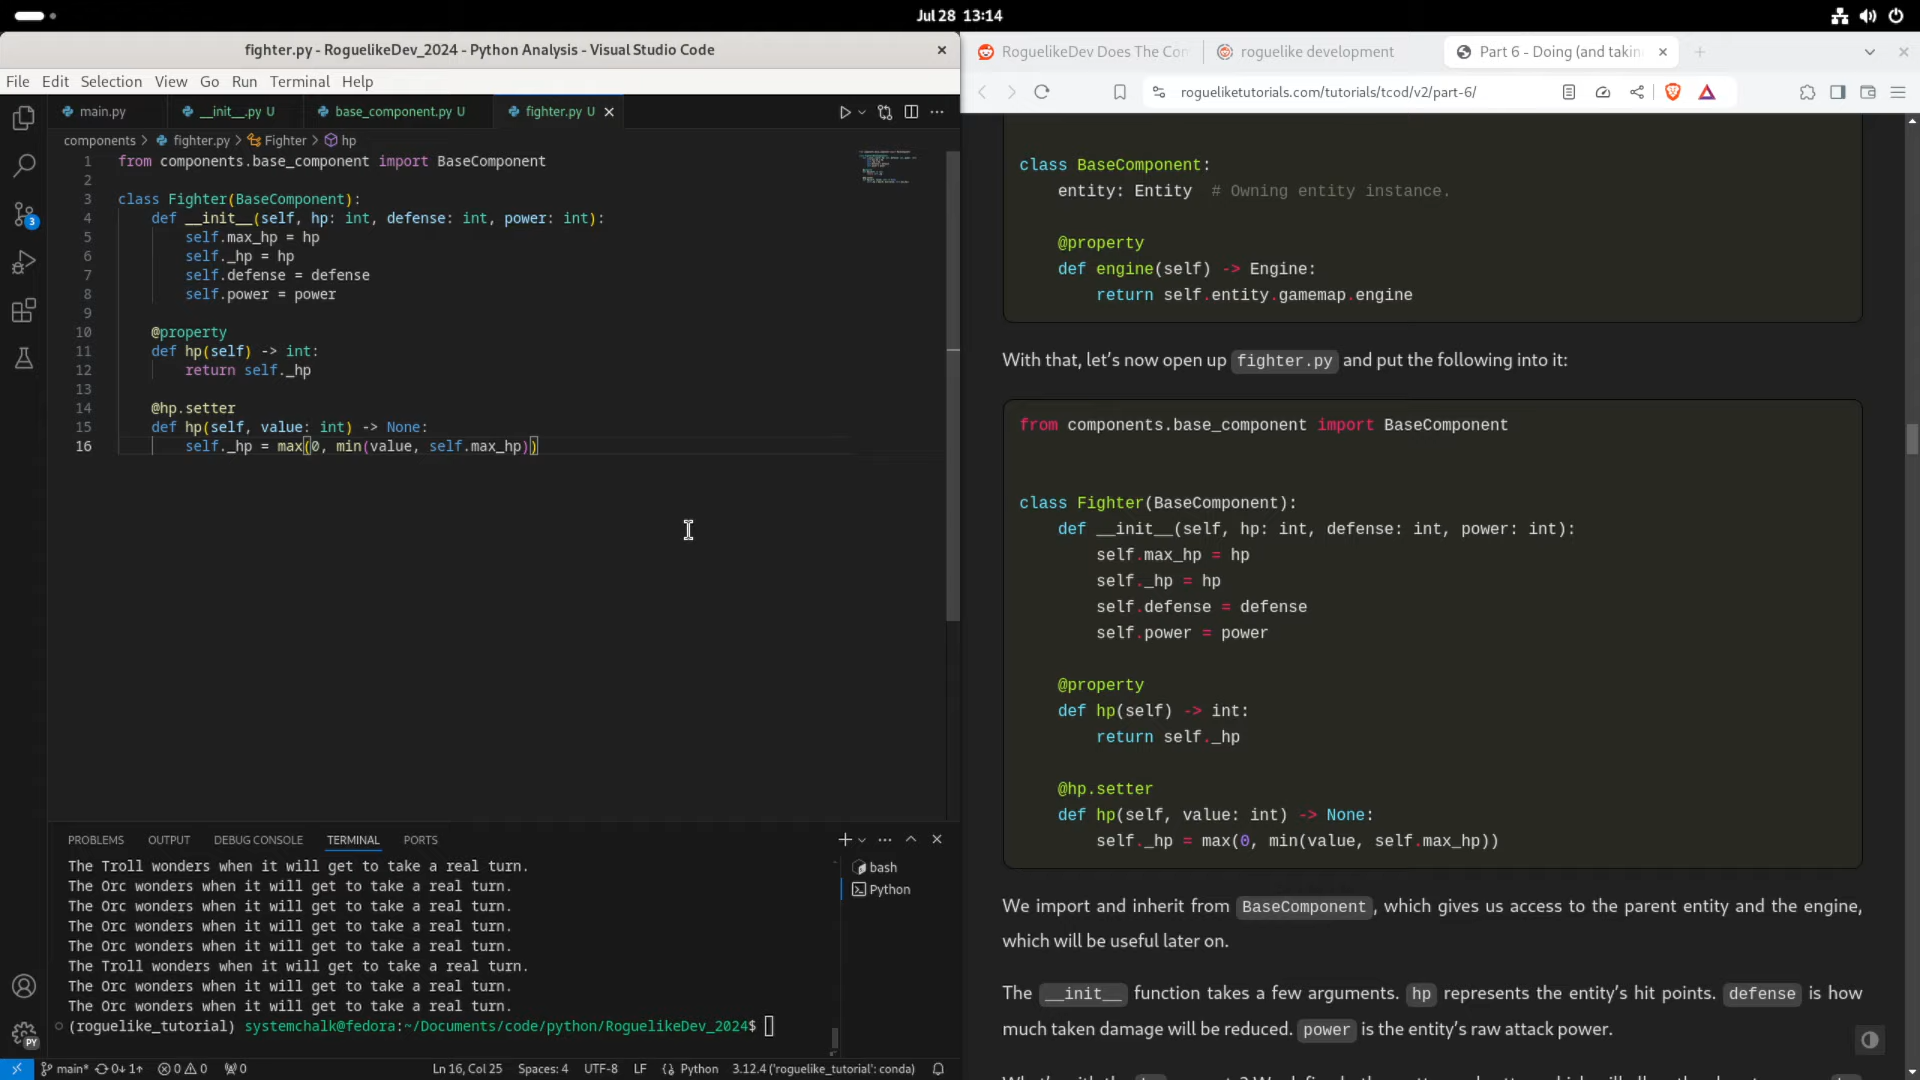 Jul 28 13:14
fighter.py - RoguelikeDev_2024 - Python Analysis - Visual Studio Code
File Edit Selection View Go Run Terminal Help
main.py
__init__.py U
base_component.py U
fighter.py U
components > fighter.py > Fighter > hp
1 from components.base_component import BaseComponent
2
3 class Fighter(BaseComponent):
4 def __init__(self, hp: int, defense: int, power: int):
5 self.max_hp = hp
6 self._hp = hp
7 self.defense = defense
8 self.power = power
9
10 @property
11 def hp(self) -> int:
12 return self._hp
13
14 @hp.setter
15 def hp(self, value: int) -> None:
16 self._hp = max(0, min(value, self.max_hp))
3
PY
PROBLEMS OUTPUT DEBUG CONSOLE TERMINAL PORTS
The Troll wonders when it will get to take a real turn.
The Orc wonders when it will get to take a real turn.
The Orc wonders when it will get to take a real turn.
The Orc wonders when it will get to take a real turn.
The Orc wonders when it will get to take a real turn.
The Troll wonders when it will get to take a real turn.
The Orc wonders when it will get to take a real turn.
The Orc wonders when it will get to take a real turn.
(roguelike_tutorial) systemchalk@fedora:~/Documents/code/python/RoguelikeDev_2024$
bash
Python
main* 0↓ 1↑ 0 0 0 Ln 16, Col 25 Spaces: 4 UTF-8 LF Python 3.12.4 ('roguelike_tutorial': conda)
RoguelikeDev Does The Con
roguelike development
Part 6 - Doing (and takin
rogueliketutorials.com/tutorials/tcod/v2/part-6/
class BaseComponent:
entity: Entity # Owning entity instance.
@property
def engine(self) -> Engine:
return self.entity.gamemap.engine
With that, let’s now open up fighter.py and put the following into it:
from components.base_component import BaseComponent
class Fighter(BaseComponent):
def __init__(self, hp: int, defense: int, power: int):
self.max_hp = hp
self._hp = hp
self.defense = defense
self.power = power
@property
def hp(self) -> int:
return self._hp
@hp.setter
def hp(self, value: int) -> None:
self._hp = max(0, min(value, self.max_hp))
We import and inherit from BaseComponent, which gives us access to the parent entity and the engine,
which will be useful later on.
The __init__ function takes a few arguments. hp represents the entity’s hit points. defense is how
much taken damage will be reduced. power is the entity’s raw attack power.